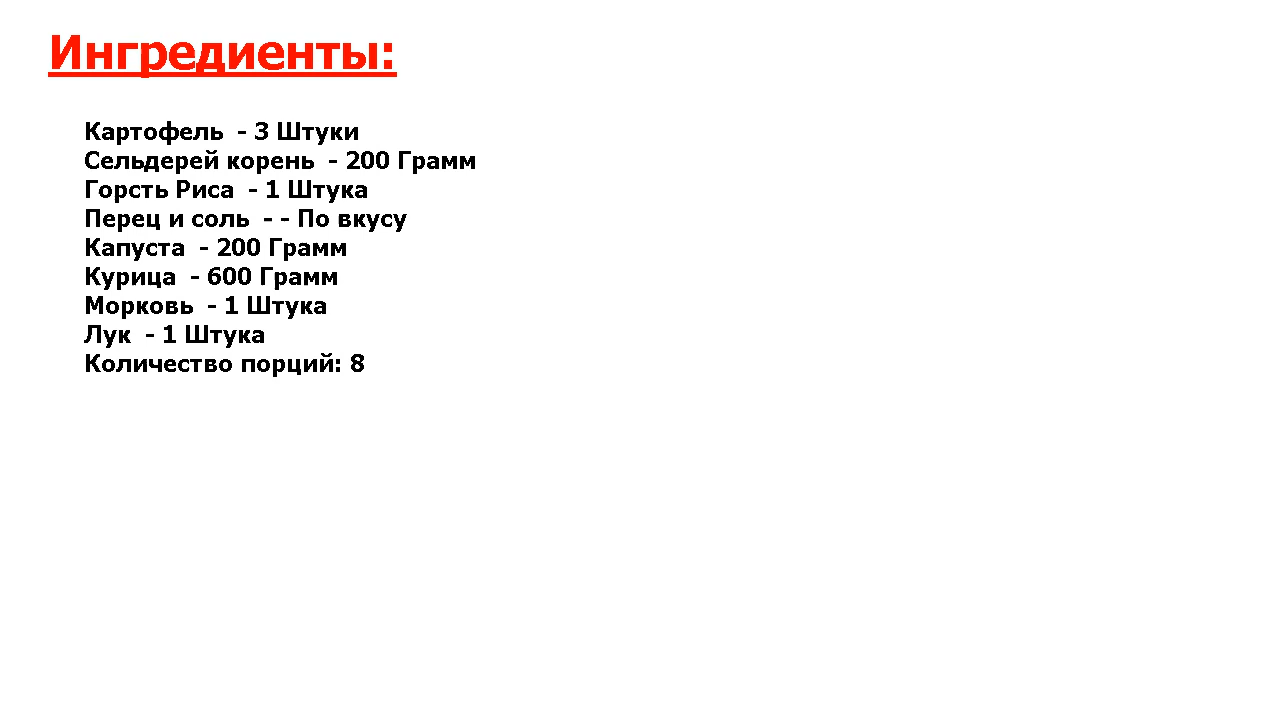 Ингредиенты:
Картофель - 3 Штуки
Сельдерей корень - 200 Грамм
Горсть Риса - 1 Штука
Перец и соль - - По вкусу
Капуста - 200 Грамм
Курица - 600 Грамм
Морковь - 1 Штука
Лук - 1 Штука
Количество порций: 8